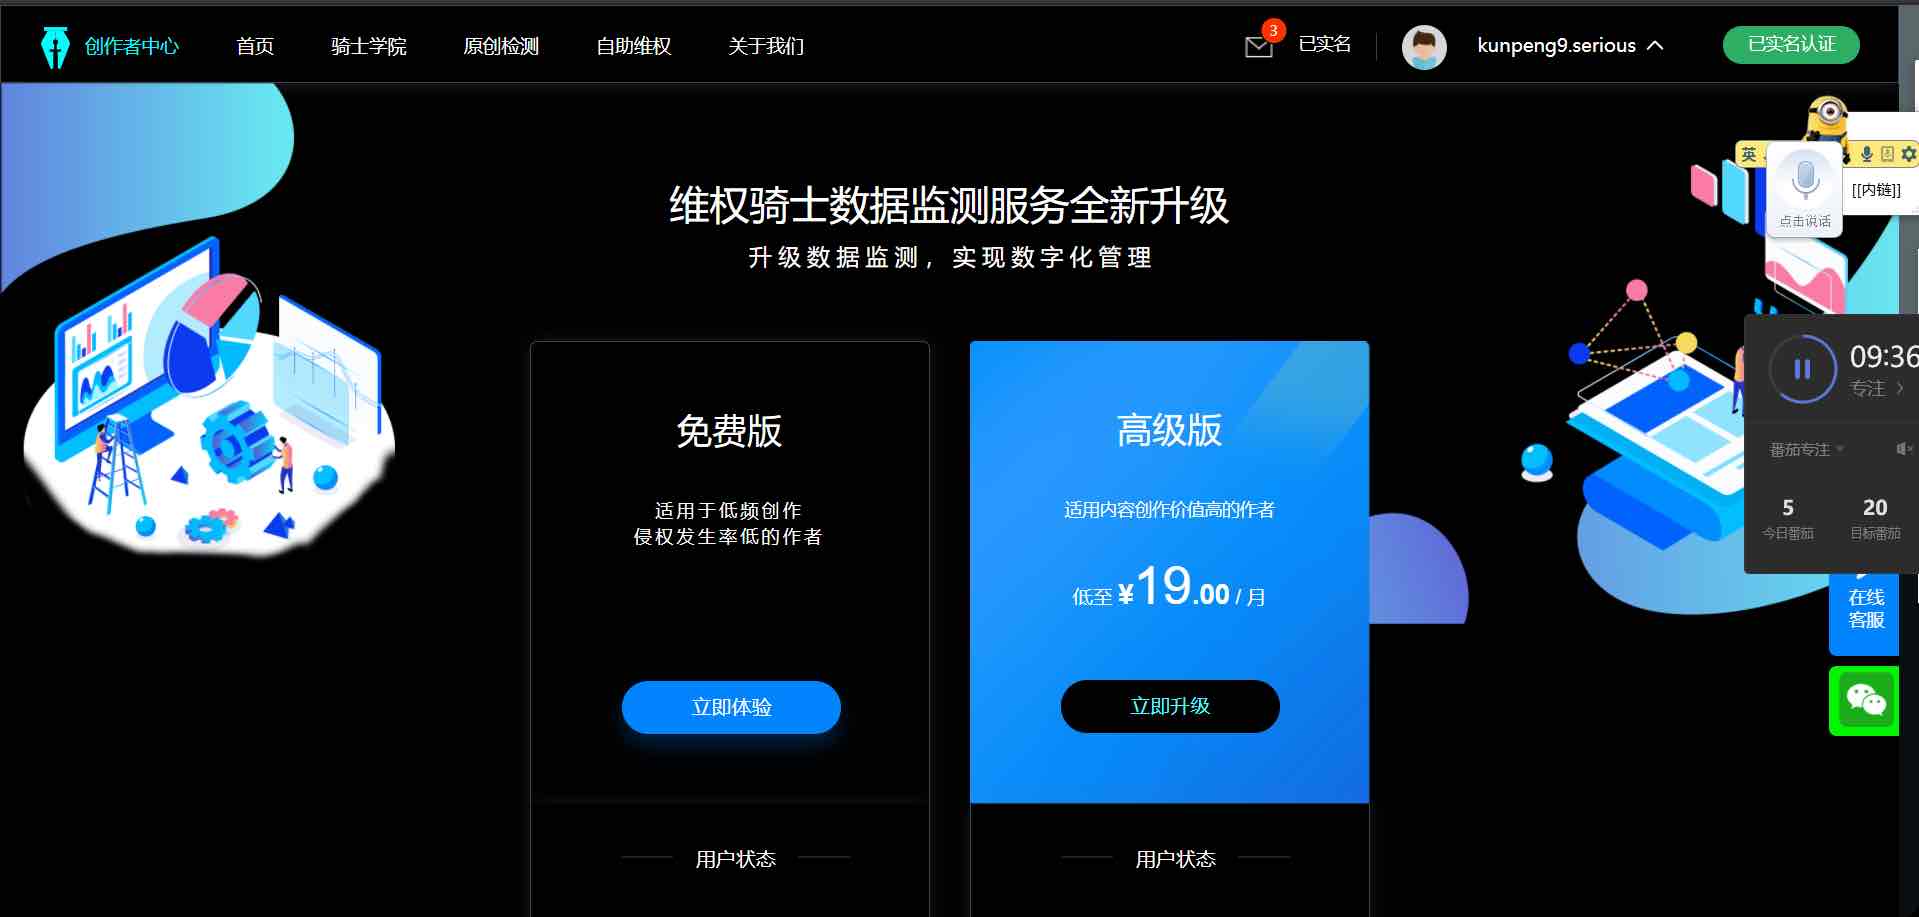 创作者中心 首页 骑士学院 原创检测 自助维权 关于我们 3 已实名 kunpeng9.serious 已实名认证
英
[[内链]]
点击说话
维权骑士数据监测服务全新升级
升级数据监测，实现数字化管理
09:36
专注
番茄专注
5 20
今日番茄 目标番茄
免费版
适用于低频创作
侵权发生率低的作者
立即体验
用户状态
高级版
适用内容创作价值高的作者
低至 ¥19.00 / 月
立即升级
用户状态
在线
客服